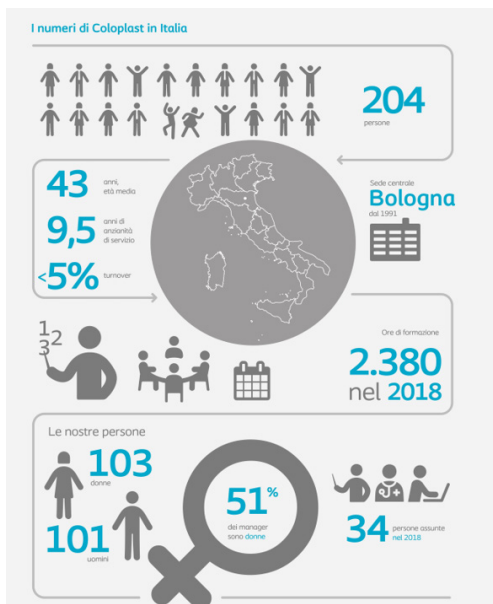 I numeri di Coloplast in Italia
204
persone
43 anni,
età media
9,5 anni di
anzianità
di servizio
<5% turnover
Sede centrale
Bologna
dal 1991
1 2
3
Ore di formazione
2.380
nel 2018
Le nostre persone
103
donne
101
uomini
51%
dei manager
sono donne
34 persone assunte
nel 2018